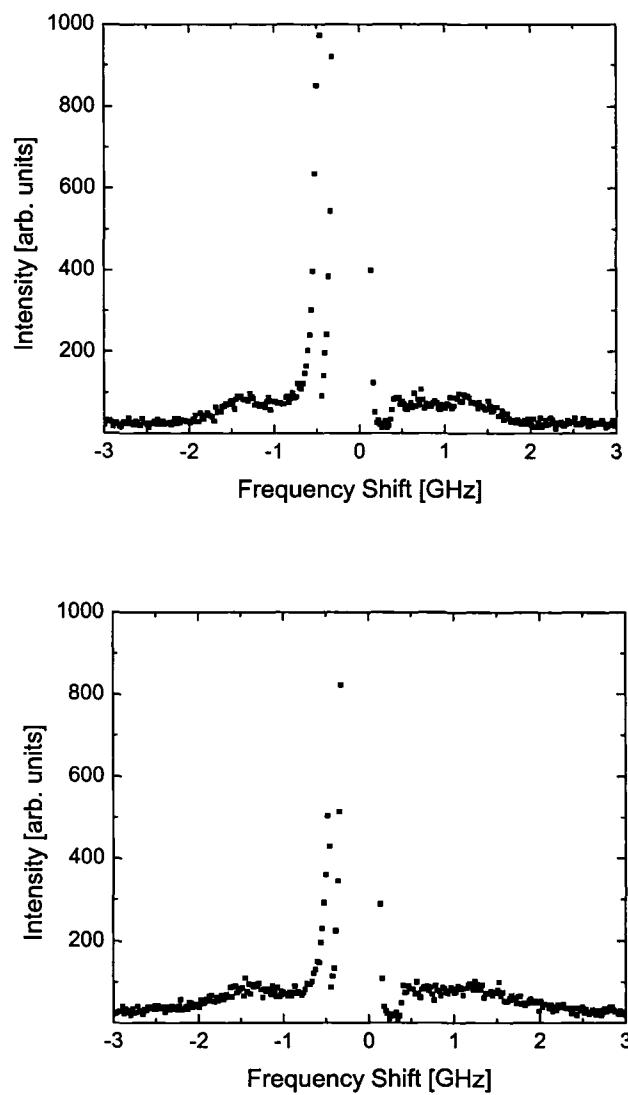 1000
800
600
400
200
Intensity [arb. units]
-3 -2 -1 0 1 2 3
Frequency Shift [GHz]
1000
800
600
400
200
Intensity [arb. units]
-3 -2 -1 0 1 2 3
Frequency Shift [GHz]